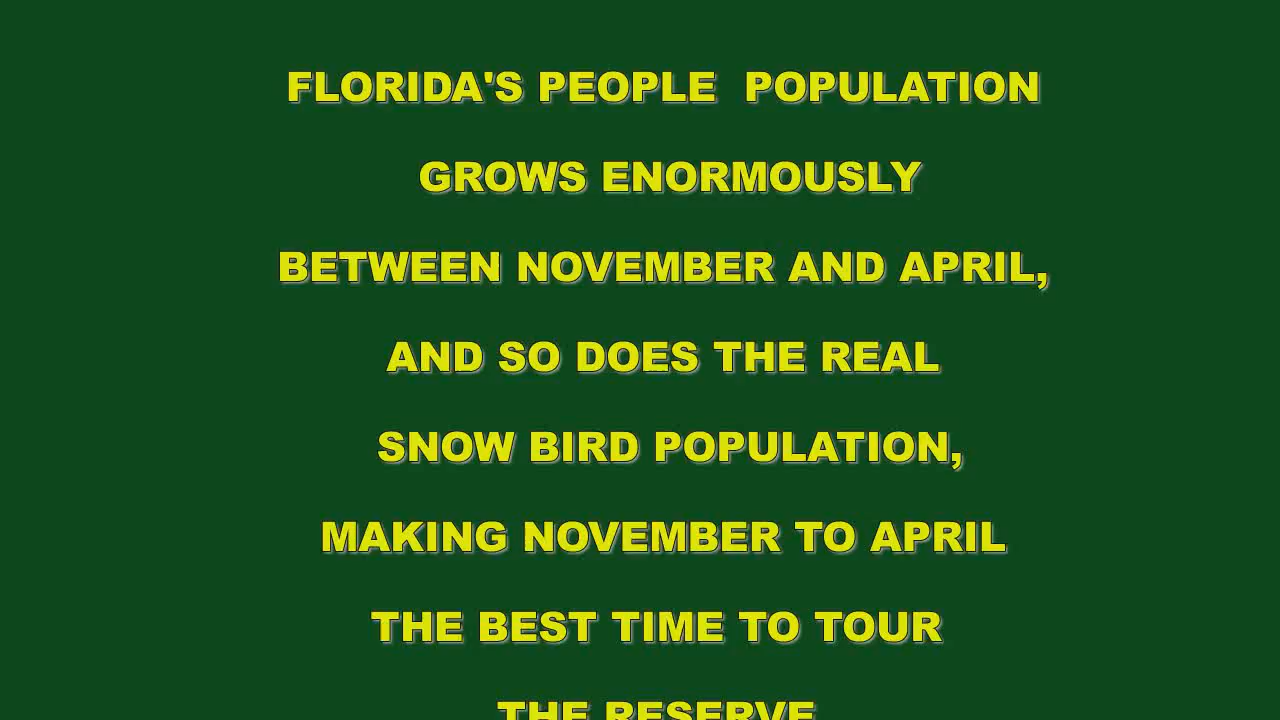 FLORIDA'S PEOPLE  POPULATION
GROWS ENORMOUSLY
BETWEEN NOVEMBER AND APRIL,
AND SO DOES THE REAL
SNOW BIRD POPULATION,
MAKING NOVEMBER TO APRIL
THE BEST TIME TO TOUR
THE RESERVE